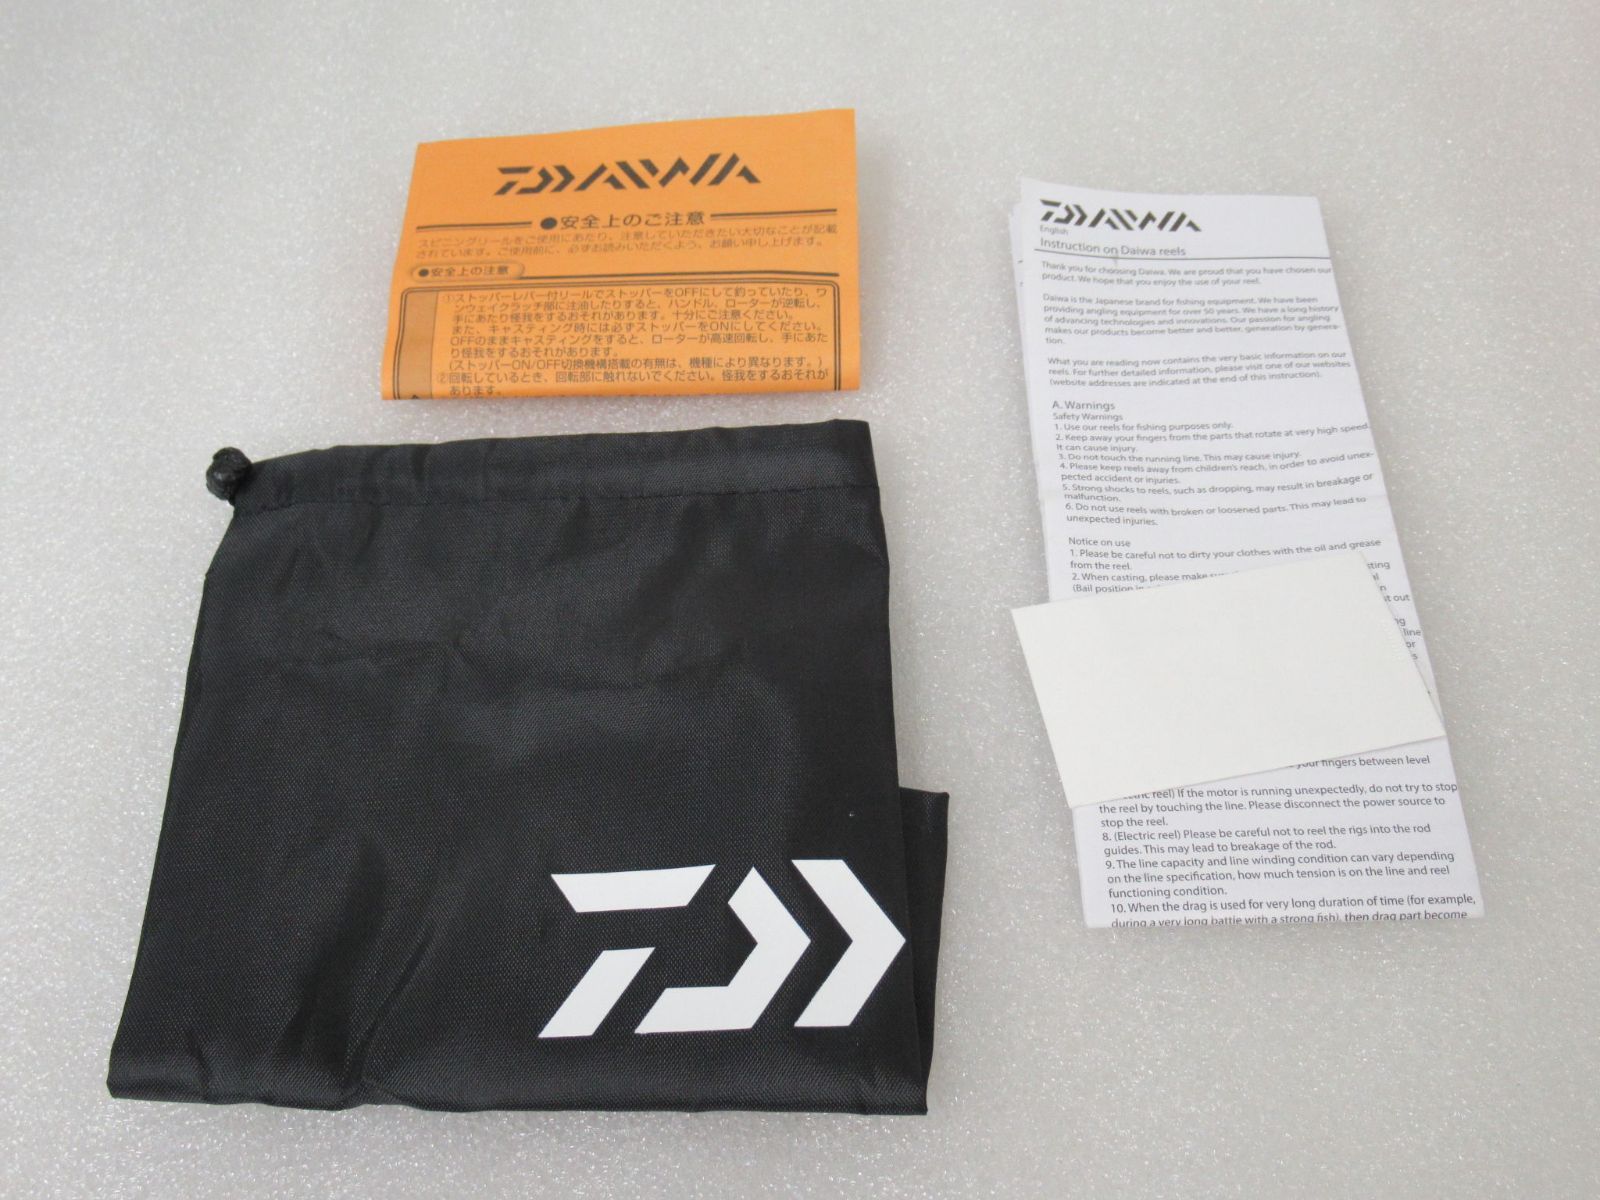 DAIWA
●安全上のご注意
スピニングリールをご使用にあたり、注意していただきたい大切なことが記載
されています。ご使用前に、必ずお読みいただくよう、お願い申し上げます。
●安全上の注意
①ストッパーレバー付リールでストッパーをOFFにして釣っていたり、ワ
ンウェイクラッチ部に注油したりすると、ハンドル、ローターが逆転し、
手にあたり怪我をするおそれがあります。十分にご注意ください。
また、キャスティング時には必ずストッパーをONにしてください。
OFFのままキャスティングをすると、ローターが高速回転し、手にあた
り怪我をするおそれがあります。
(ストッパーON/OFF切換機構搭載の有無は、機種により異なります。)
②回転しているとき、回転部に触れないでください。怪我をするおそれが
あります。
DAIWA
English
Instruction on Daiwa reels
Thank you for choosing Daiwa. We are proud that you have chosen our
product. We hope that you enjoy the use of your reel.
Daiwa is the Japanese brand for fishing equipment. We have been
providing angling equipment for over 50 years. We have a long history
of advancing technologies and innovations. Our passion for angling
makes our products become better and better, generation by genera-
tion.
What you are reading now contains the very basic information on our
reels. For further detailed information, please visit one of our websites
(website addresses are indicated at the end of this instruction).
A. Warnings
Safety Warnings
1. Use our reels for fishing purposes only.
2. Keep away your fingers from the parts that rotate at very high speed.
It can cause injury.
3. Do not touch the running line. This may cause injury.
4. Please keep reels away from children's reach, in order to avoid unex-
pected accident or injuries.
5. Strong shocks to reels, such as dropping, may result in breakage or
malfunction.
6. Do not use reels with broken or loosened parts. This may lead to
unexpected injuries.
Notice on use
1. Please be careful not to dirty your clothes with the oil and grease
from the reel.
2. When casting, please make
(Bail position
out
line
your fingers between level
reel) If the motor is running unexpectedly, do not try to stop
the reel by touching the line. Please disconnect the power source to
stop the reel.
8. (Electric reel) Please be careful not to reel the rigs into the rod
guides. This may lead to breakage of the rod.
9. The line capacity and line winding condition can vary depending
on the line specification, how much tension is on the line and reel
functioning condition.
10. When the drag is used for very long duration of time (for example,
during a very long battle with a strong fish), then drag part become